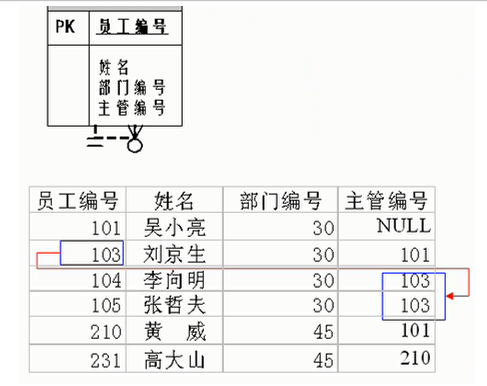 PK 员工编号
姓名
部门编号
主管编号
员工编号 姓名 部门编号 主管编号
101 吴小亮 30 NULL
103 刘京生 30 101
104 李向明 30 103
105 张哲夫 30 103
210 黄 威 45 101
231 高大山 45 210